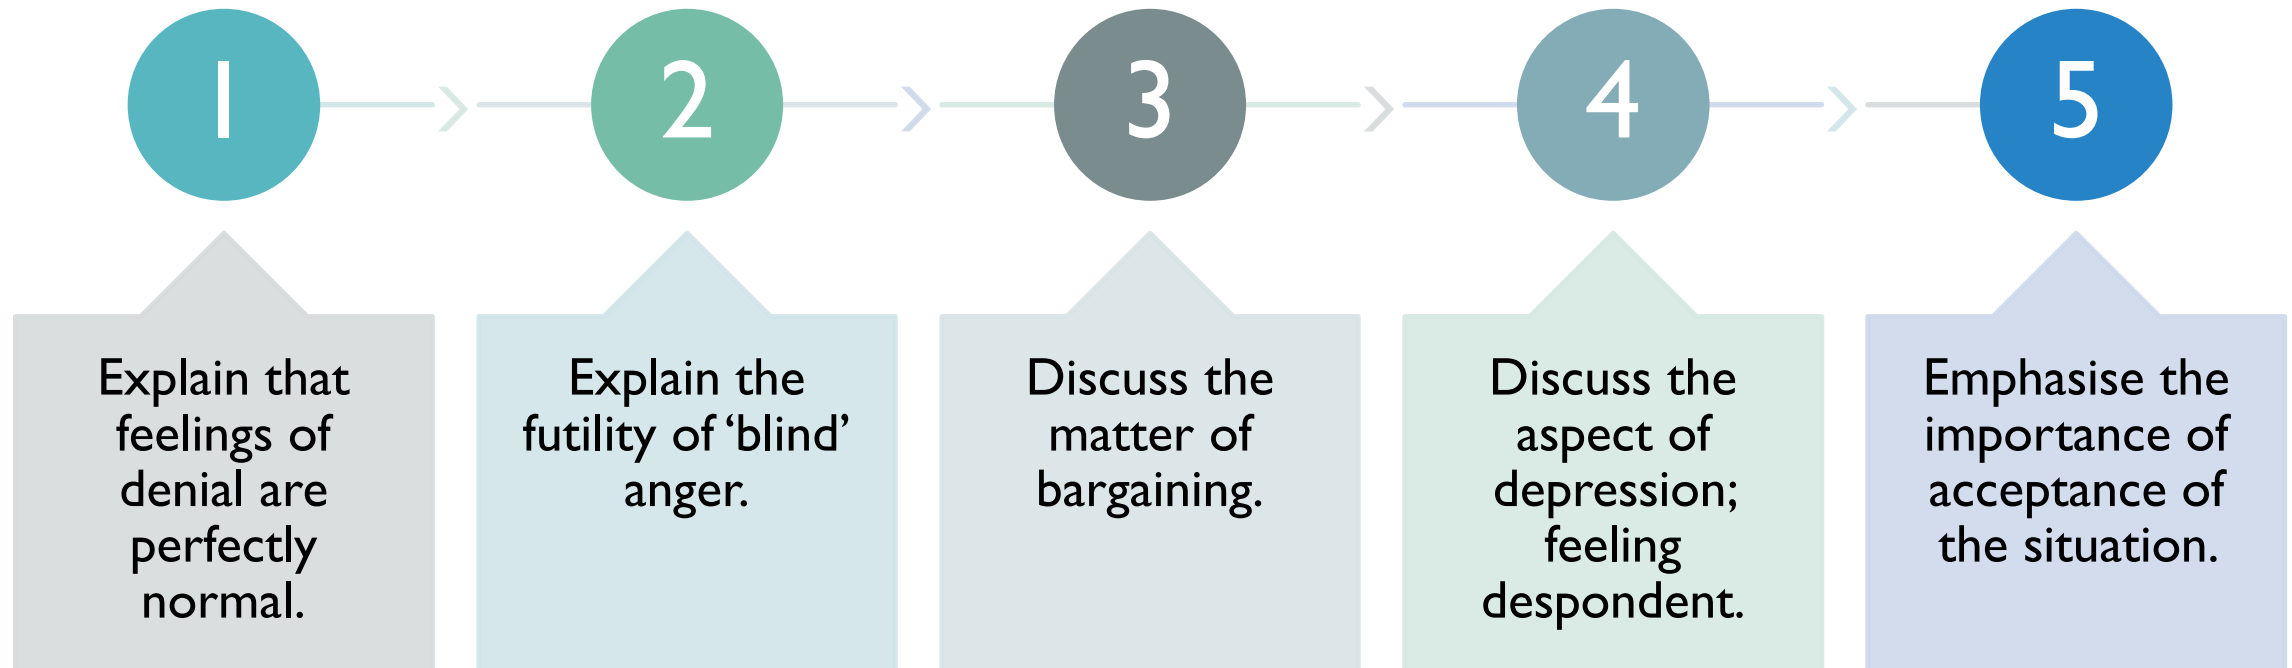 1
2
3
4
5
Explain that
feelings of
denial are
perfectly
normal.
Explain the
futility of ‘blind’
anger.
Discuss the
matter of
bargaining.
Discuss the
aspect of
depression;
feeling
despondent.
Emphasise the
importance of
acceptance of
the situation.